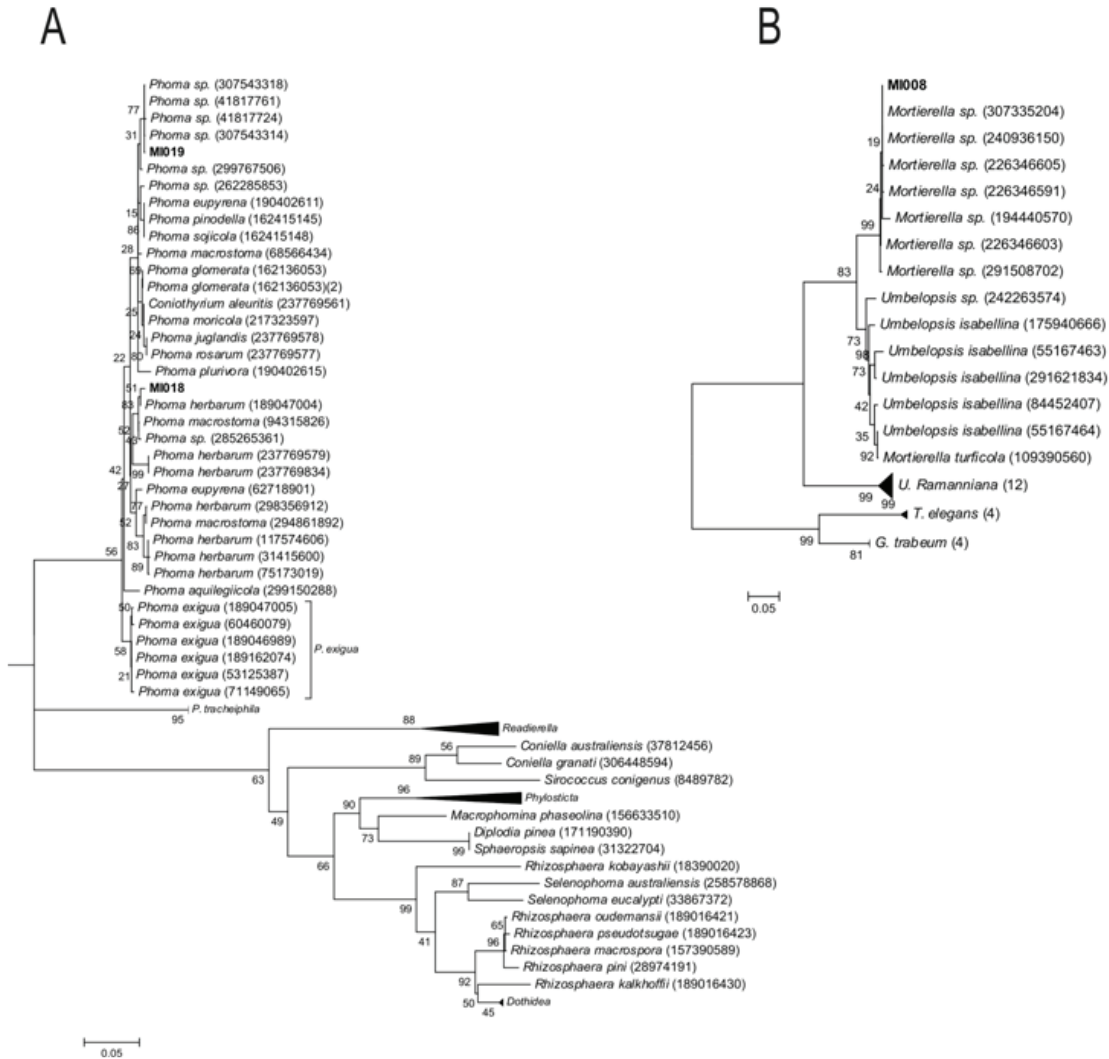 A
B
Phoma sp. (307543318)
Phoma sp. (41817761)
77
Phoma sp. (41817724)
31
Phoma sp. (307543314)
MI019
Phoma sp. (299767506)
Phoma sp. (262285853)
Phoma eupyrena (190402611)
15
Phoma pinodella (162415145)
86
Phoma sojicola (162415148)
28
Phoma macrostoma (68566434)
69
Phoma glomerata (162136053)
Phoma glomerata (162136053)(2)
Coniothyrium aleuritis (237769561)
25
Phoma moricola (217323597)
24
Phoma juglandis (237769578)
22
80
Phoma rosarum (237769577)
Phoma plurivora (190402615)
51
MI018
83
Phoma herbarum (189047004)
Phoma macrostoma (94315826)
52
43
Phoma sp. (285265361)
Phoma herbarum (237769579)
42
99
Phoma herbarum (237769834)
27
Phoma eupyrena (62718901)
77
Phoma herbarum (298356912)
52
Phoma macrostoma (294861892)
Phoma herbarum (117574606)
83
Phoma herbarum (31415600)
56
89
Phoma herbarum (75173019)
Phoma aquilegiicola (299150288)
50
Phoma exigua (189047005)
Phoma exigua (60460079)
Phoma exigua (189046989)
58
Phoma exigua (189162074)
P. exigua
21
Phoma exigua (53125387)
Phoma exigua (71149065)
P. tracheiphila
95
88
Readierella
56
Coniella australiensis (37812456)
89
Coniella granati (306448594)
63
Sirococcus conigenus (8489782)
96
Phylosticta
90
49
Macrophomina phaseolina (156633510)
73
Diplodia pinea (171190390)
99
Sphaeropsis sapinea (31322704)
66
Rhizosphaera kobayashii (18390020)
87
Selenophoma australiensis (258578868)
99
Selenophoma eucalypti (33867372)
65
Rhizosphaera oudemansii (189016421)
41
Rhizosphaera pseudotsugae (189016423)
96
Rhizosphaera macrospora (157390589)
Rhizosphaera pini (28974191)
92
Rhizosphaera kalkhoffii (189016430)
50
Dothidea
45
0.05
MI008
Mortierella sp. (307335204)
19
Mortierella sp. (240936150)
Mortierella sp. (226346605)
24
Mortierella sp. (226346591)
Mortierella sp. (194440570)
99
Mortierella sp. (226346603)
83
Mortierella sp. (291508702)
Umbelopsis sp. (242263574)
Umbelopsis isabellina (175940666)
73
98
Umbelopsis isabellina (55167463)
73
Umbelopsis isabellina (291621834)
42
Umbelopsis isabellina (84452407)
35
Umbelopsis isabellina (55167464)
92
Mortierella turficola (109390560)
U. Ramanniana (12)
99
99
T. elegans (4)
99
G. trabeum (4)
81
0.05